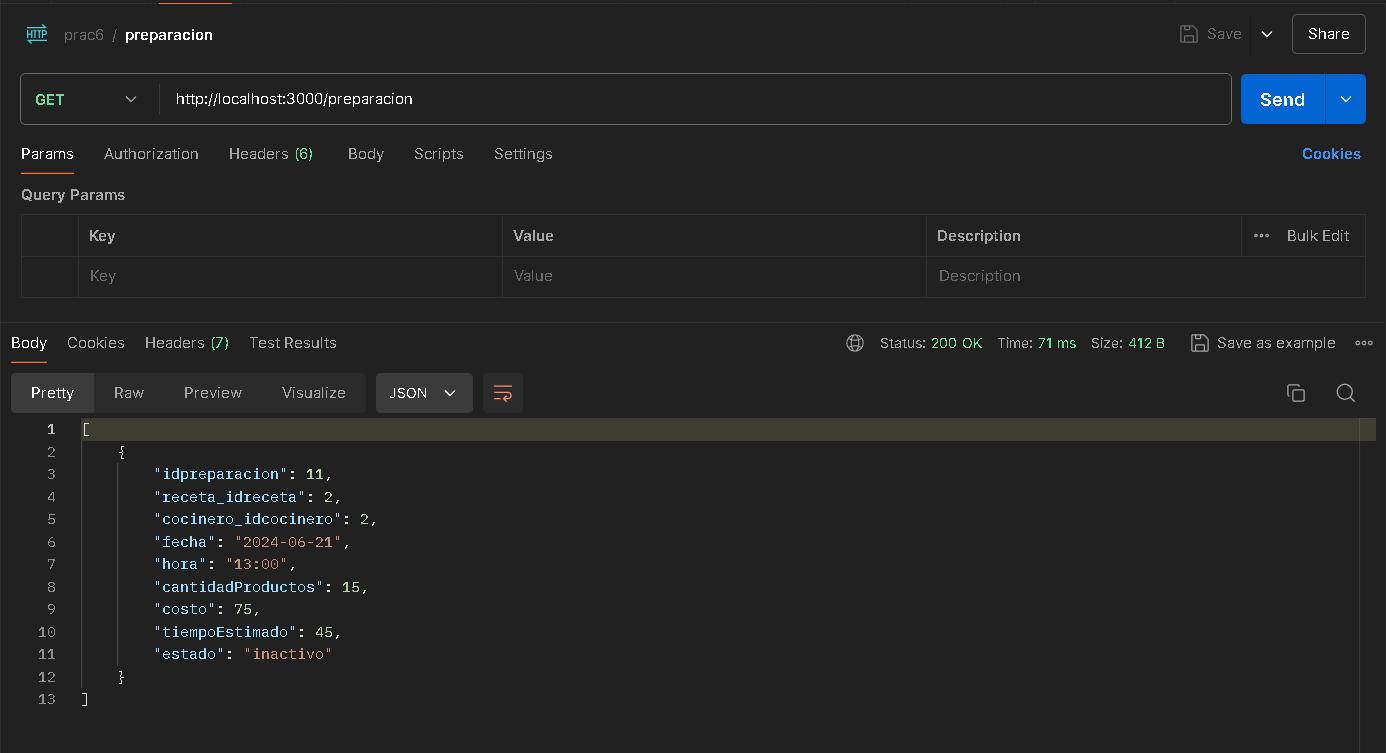 HTTP prac6 / preparacion Save Share
GET http://localhost:3000/preparacion Send
Params Authorization Headers (6) Body Scripts Settings Cookies
Query Params
Key Value Description ••• Bulk Edit
Key Value Description
Body Cookies Headers (7) Test Results Status: 200 OK Time: 71 ms Size: 412 B Save as example
Pretty Raw Preview Visualize JSON
1 [
2 {
3 "idpreparacion": 11,
4 "receta_idreceta": 2,
5 "cocinero_idcocinero": 2,
6 "fecha": "2024-06-21",
7 "hora": "13:00",
8 "cantidadProductos": 15,
9 "costo": 75,
10 "tiempoEstimado": 45,
11 "estado": "inactivo"
12 }
13 ]